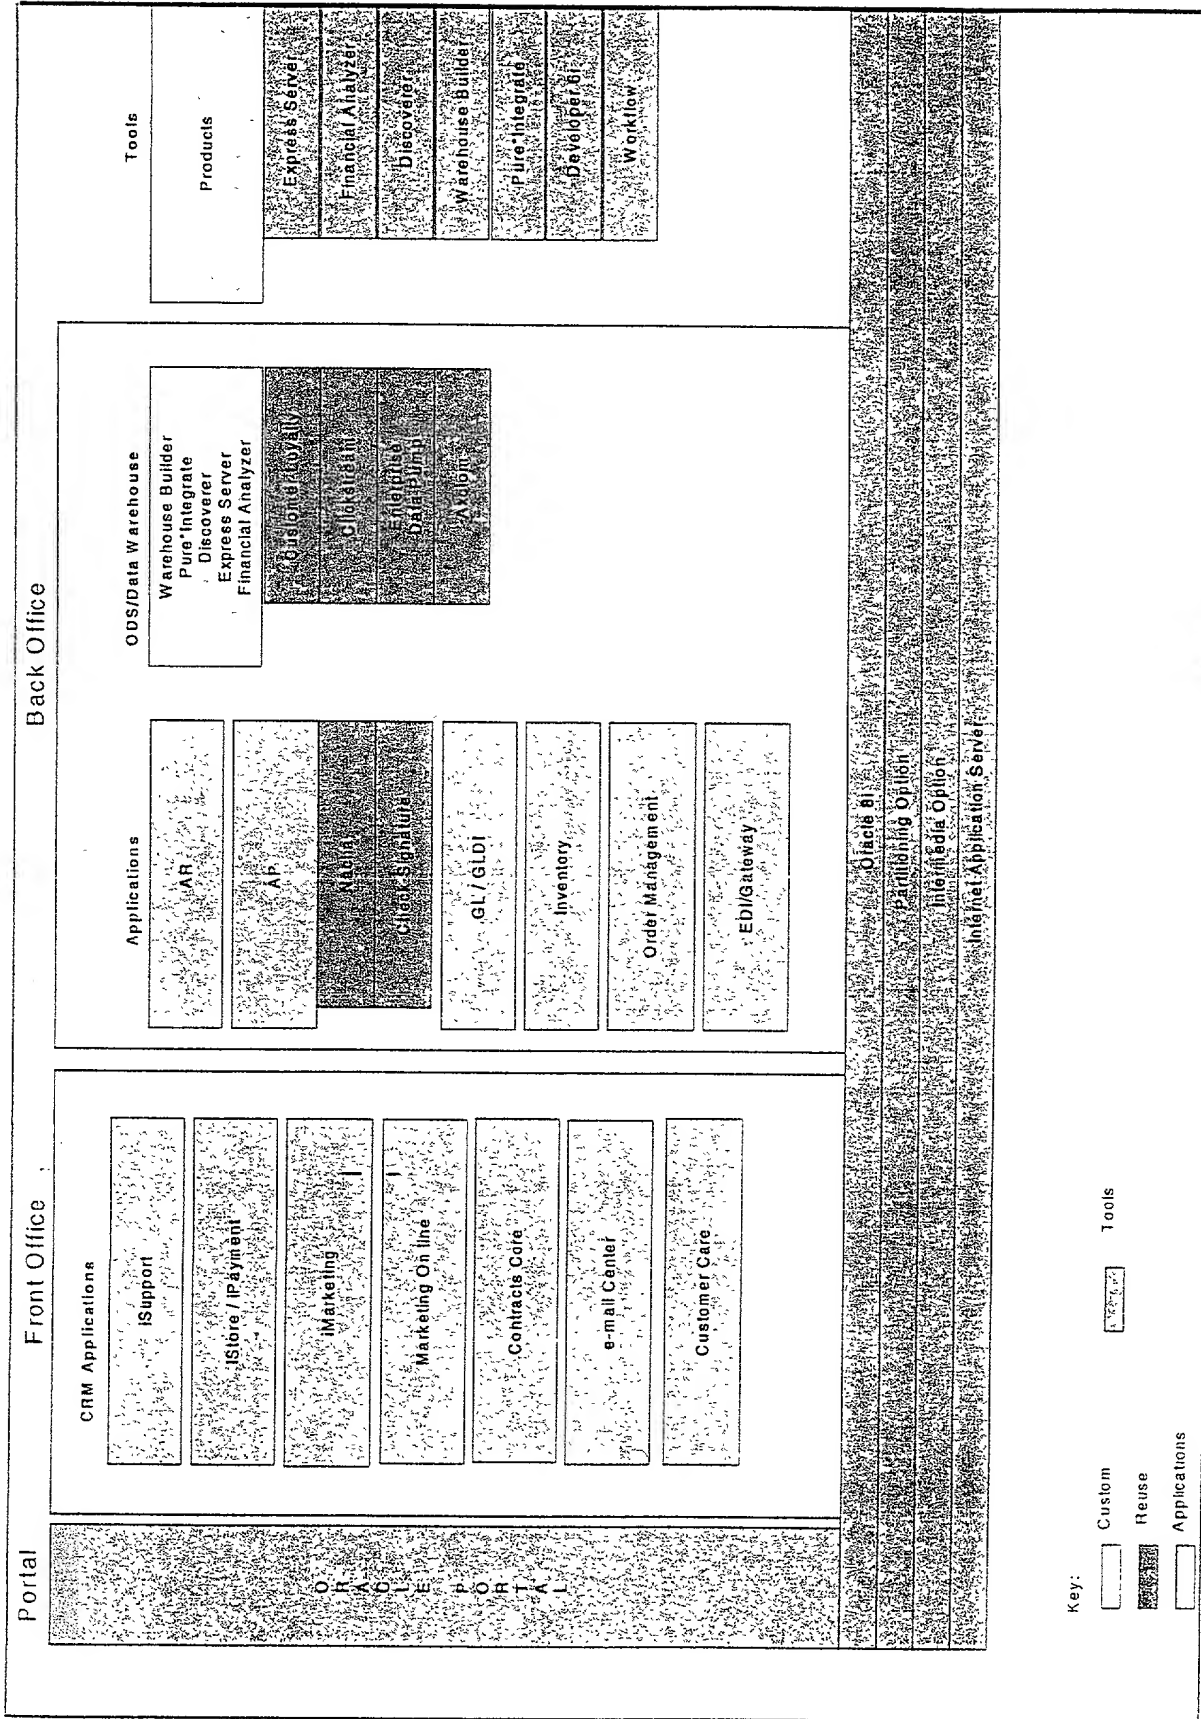 Portal
Front Office
Back Office
ORACLE PORTAL
CRM Applications
ISupport
IStore / IPayment
iMarketing
Marketing On line
Contracts Core
e-mail Center
Customer Care
Applications
AR
AP
Client Signature
GL / GLDI
Inventory
Order Management
EDI/Gateway
ODS/Data Warehouse
Warehouse Builder
Pure*Integrate
Discoverer
Express Server
Financial Analyzer
Customer Loyalty
Clickstream
Enterprise
Data Pump
Axciom
Tools
Products
Express Server
Financial Analyzer
Discoverer
Warehouse Builder
Pure*Integrate
Developer 6i
Workflow
Oracle 8i
Partitioning Option
Intermedia Option
Internet Application Server
Key:
Custom
Reuse
Applications
Tools